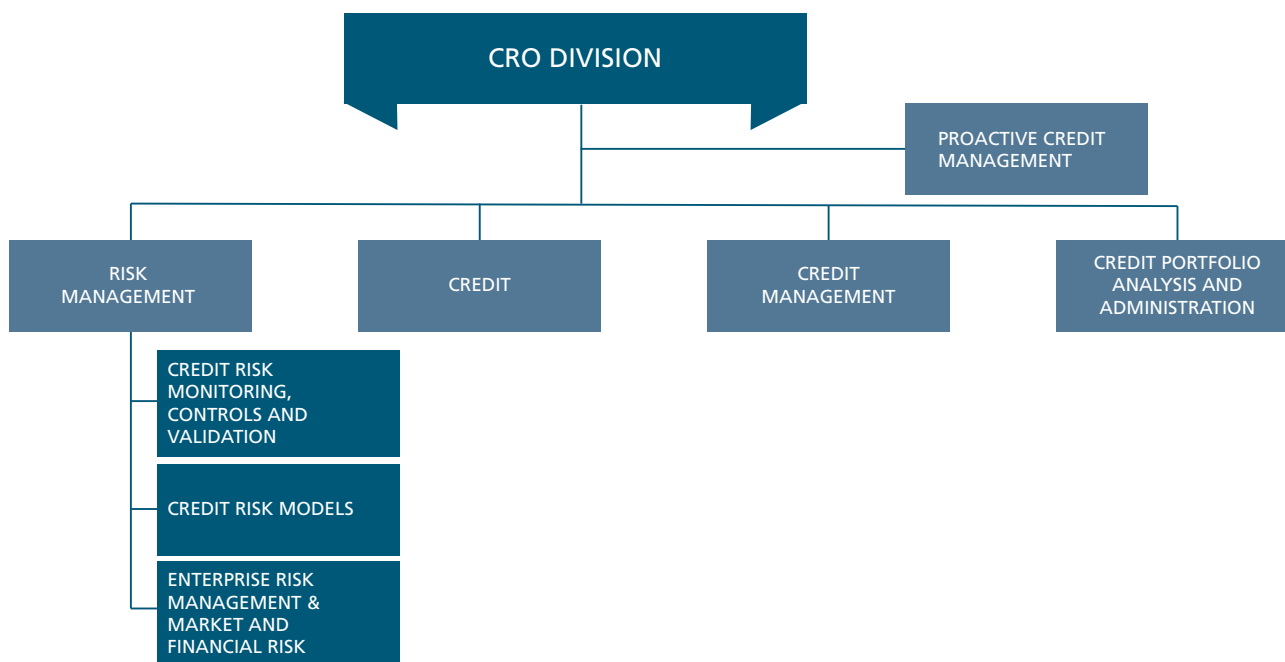 CRO DIVISION
PROACTIVE CREDIT
MANAGEMENT
RISK
MANAGEMENT
CREDIT
CREDIT
MANAGEMENT
CREDIT PORTFOLIO
ANALYSIS AND
ADMINISTRATION
CREDIT RISK
MONITORING,
CONTROLS AND
VALIDATION
CREDIT RISK MODELS
ENTERPRISE RISK
MANAGEMENT &
MARKET AND
FINANCIAL RISK